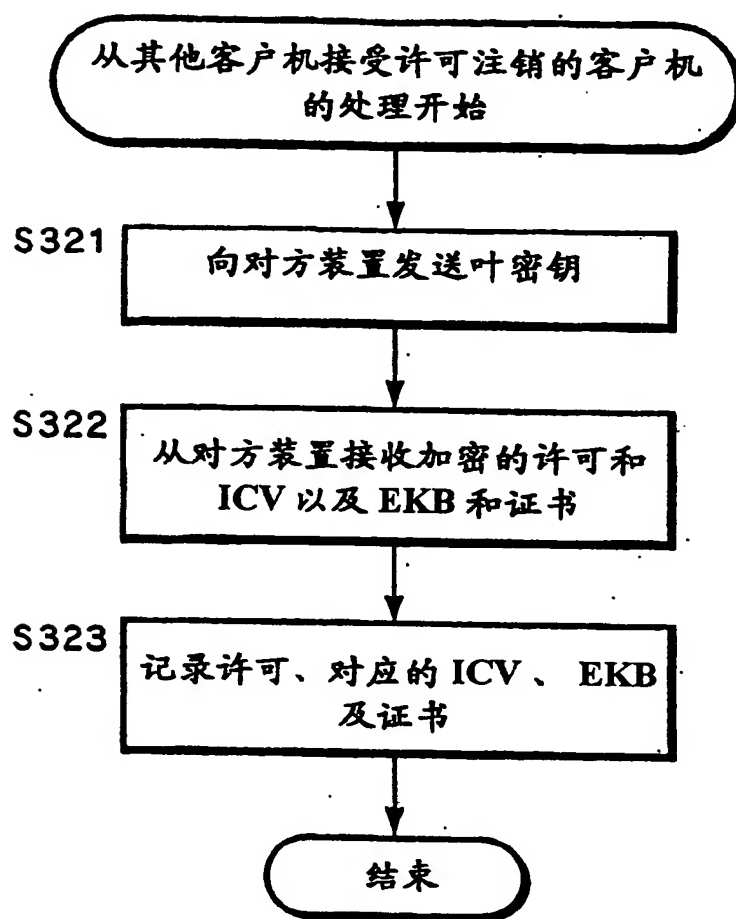 从其他客户机接受许可注销的客户机
的处理开始
S321
向对方装置发送叶密钥
S322
从对方装置接收加密的许可和
ICV 以及 EKB 和证书
S323
记录许可、对应的 ICV 、 EKB
及证书
结束